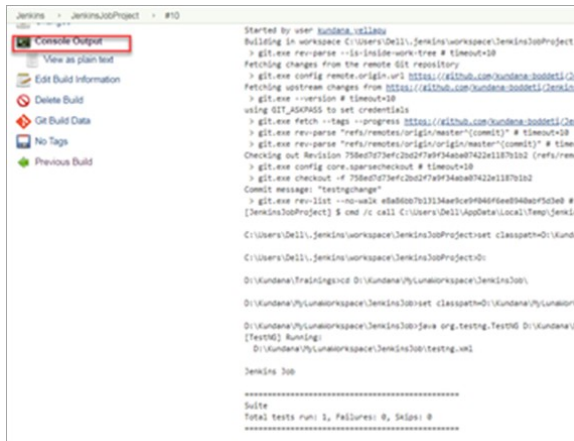 Jenkins › JenkinsJobProject › #10
Console Output
View as plain text
Edit Build Information
Delete Build
Git Build Data
No Tags
Previous Build
Started by user kundana yellapu
Building in workspace C:\Users\Dell\.jenkins\workspace\JenkinsJobProject
> git.exe rev-parse --is-inside-work-tree # timeout=10
Fetching changes from the remote Git repository
> git.exe config remote.origin.url https://github.com/kundana-boddeti/
Fetching upstream changes from https://github.com/kundana-boddeti/Jenkin
> git.exe --version # timeout=10
using GIT_ASKPASS to set credentials
> git.exe fetch --tags --progress https://github.com/kundana-boddeti/Je
> git.exe rev-parse "refs/remotes/origin/master^{commit}" # timeout=10
> git.exe rev-parse "refs/remotes/origin/origin/master^{commit}" # time
Checking out Revision (refs/rem
> git.exe config core.sparsecheckout # timeout=10
> git.exe checkout -f
Commit message: "testngchange"
> git.exe rev-list --no-walk #
[JenkinsJobProject] $ cmd /c call C:\Users\Dell\AppData\Local\Temp\jenki
C:\Users\Dell\.jenkins\workspace\JenkinsJobProject>set classpath=D:\Kund
C:\Users\Dell\.jenkins\workspace\JenkinsJobProject>D:
D:\Kundana\Trainings>cd D:\Kundana\MyLunaWorkspace\JenkinsJob\
D:\Kundana\MyLunaWorkspace\JenkinsJob>set classpath=D:\Kundana\MyLunaWor
D:\Kundana\MyLunaWorkspace\JenkinsJob>java org.testng.TestNG D:\Kundana\
[TestNG] Running:
D:\Kundana\MyLunaWorkspace\JenkinsJob\testng.xml
Jenkins Job
===============================================
Suite
Total tests run: 1, Failures: 0, Skips: 0
===============================================